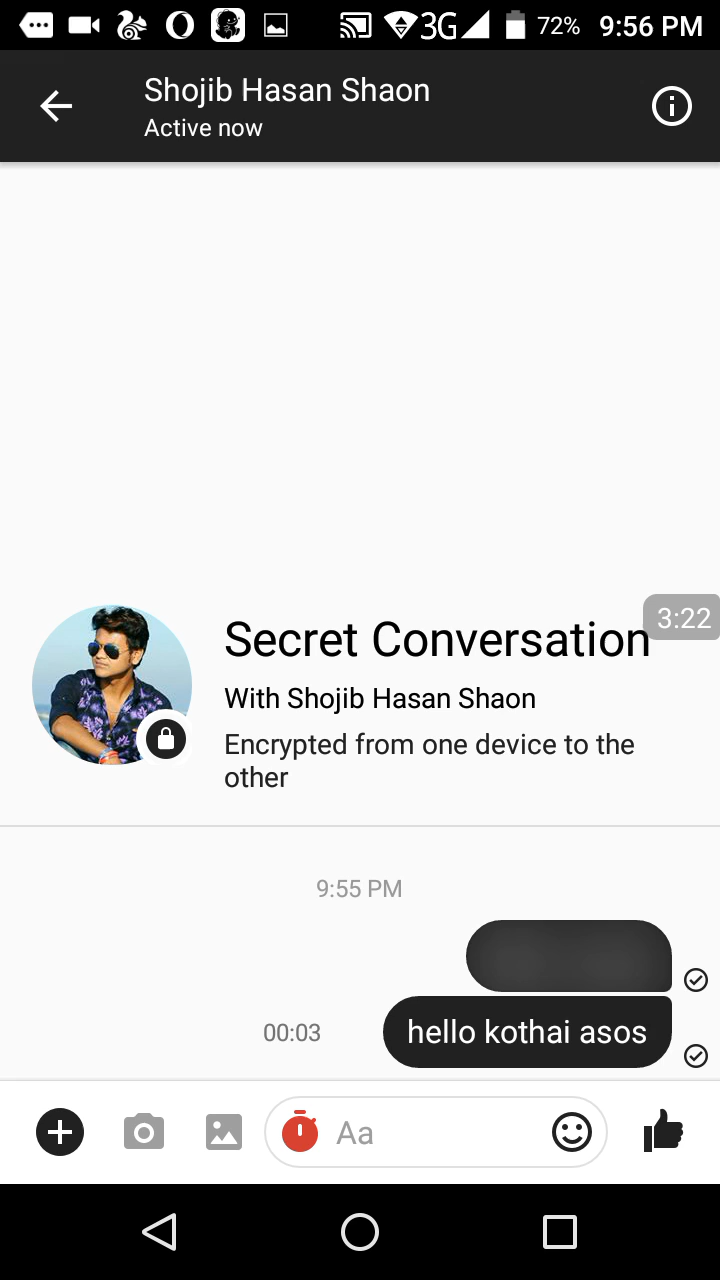 3G 72% 9:56 PM
Shojib Hasan Shaon
Active now
3:22
Secret Conversation
With Shojib Hasan Shaon
Encrypted from one device to the
other
9:55 PM
00:03 hello kothai asos
Aa